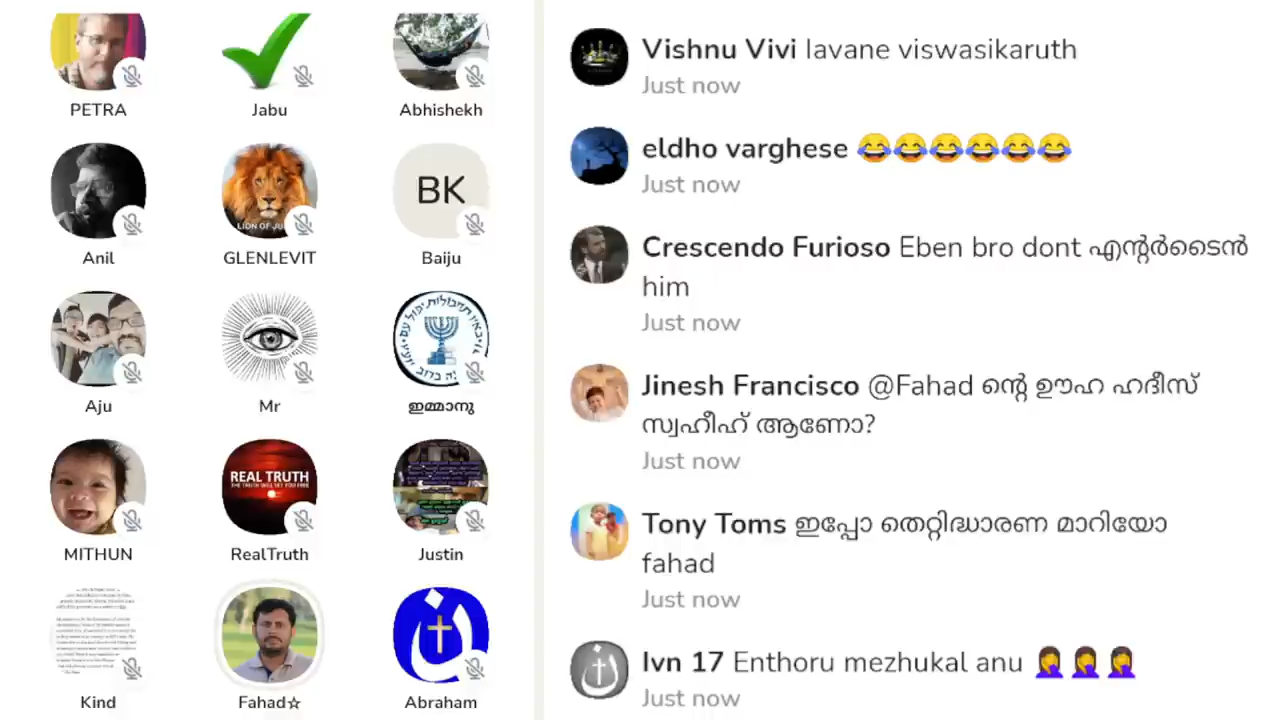 PETRA
Jabu
Abhishekh
LION OF
BK
Anil
GLENLEVIT
Baiju
Aju
Mr
ഇമ്മാനു
REAL TRUTH
MITHUN
RealTruth
Justin
Kind
Fahad☆
Abraham
Vishnu Vivi lavane viswasikaruth
Just now
eldho varghese 😂😂😂😂😂😂
Just now
Crescendo Furioso Eben bro dont എന്റർടൈൻ
him
Just now
Jinesh Francisco @Fahad ന്റെ ഊഹ ഹദീസ്
സ്വഹീഹ് ആണോ?
Just now
Tony Toms ഇപ്പോ തെറ്റിദ്ധാരണ മാറിയോ
fahad
Just now
Ivn 17 Enthoru mezhukal anu 🤦‍♀️🤦‍♀️🤦‍♀️
Just now